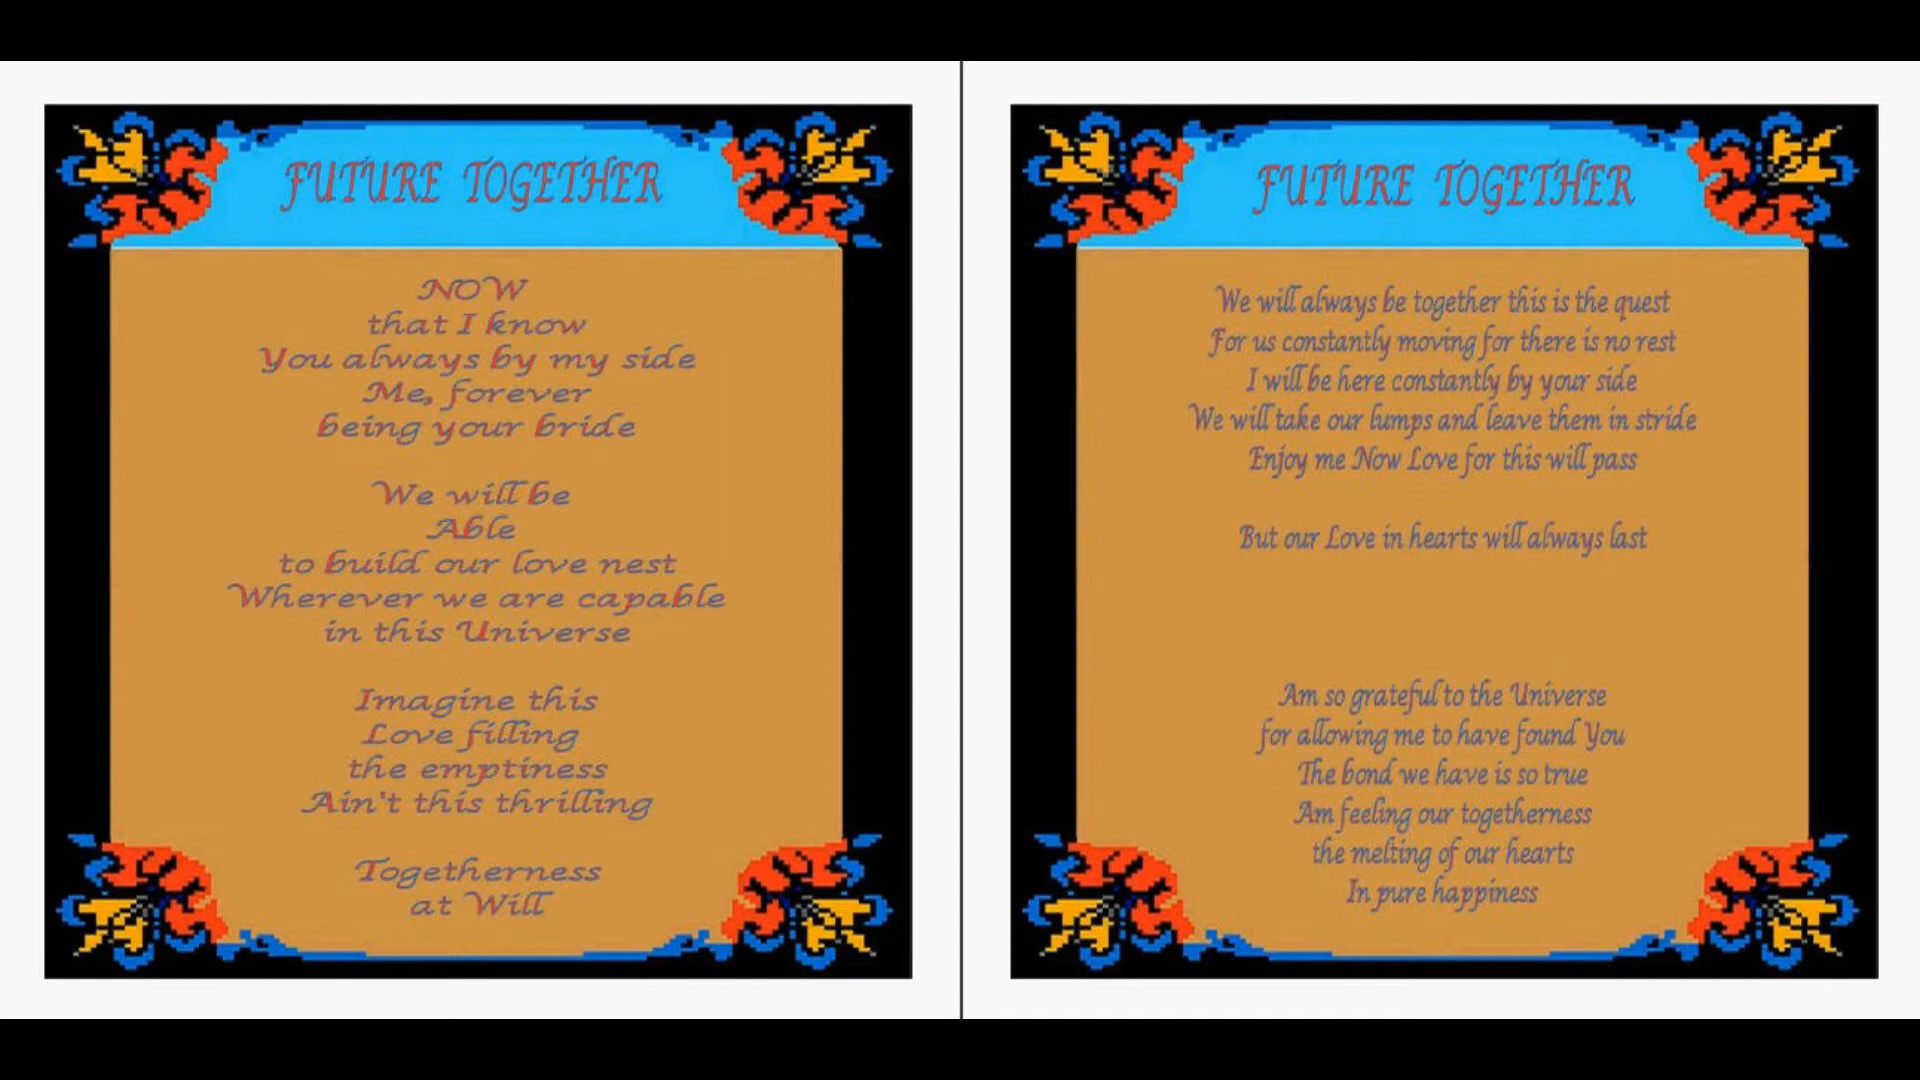 FUTURE TOGETHER
NOW
that I know
You always by my side
Me, forever
being your bride
We will be
Able
to build our love nest
Wherever we are capable
in this Universe
Imagine this
Love filling
the emptiness
Ain't this thrilling
Togetherness
at Will
FUTURE TOGETHER
We will always be together this is the quest
For us constantly moving for there is no rest
I will be here constantly by your side
We will take our lumps and leave them in stride
Enjoy me Now Love for this will pass
But our Love in hearts will always last
Am so grateful to the Universe
for allowing me to have found You
The bond we have is so true
Am feeling our togetherness
the melting of our hearts
In pure happiness